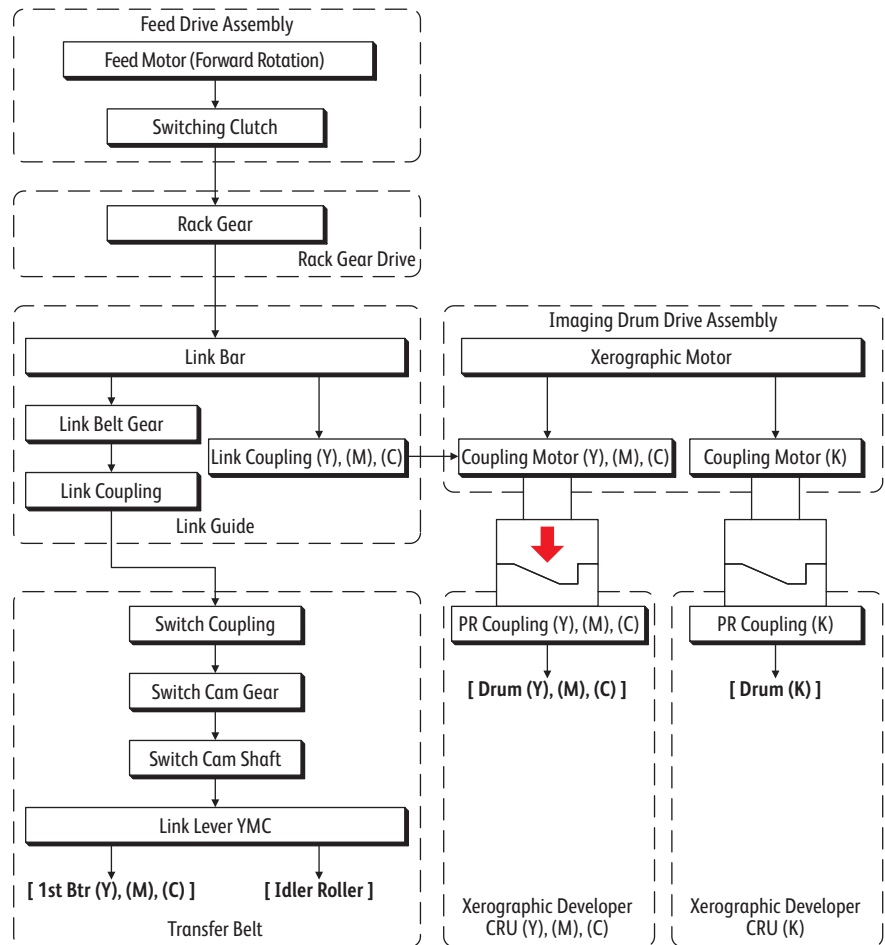 Feed Drive Assembly
Feed Motor (Forward Rotation)
Switching Clutch
Rack Gear
Rack Gear Drive
Link Bar
Link Belt Gear
Link Coupling (Y), (M), (C)
Link Coupling
Link Guide
Imaging Drum Drive Assembly
Xerographic Motor
Coupling Motor (Y), (M), (C)
Coupling Motor (K)
Switch Coupling
Switch Cam Gear
Switch Cam Shaft
Link Lever YMC
[ 1st Btr (Y), (M), (C) ]
[ Idler Roller ]
Transfer Belt
PR Coupling (Y), (M), (C)
[ Drum (Y), (M), (C) ]
Xerographic Developer
CRU (Y), (M), (C)
PR Coupling (K)
[ Drum (K) ]
Xerographic Developer
CRU (K)